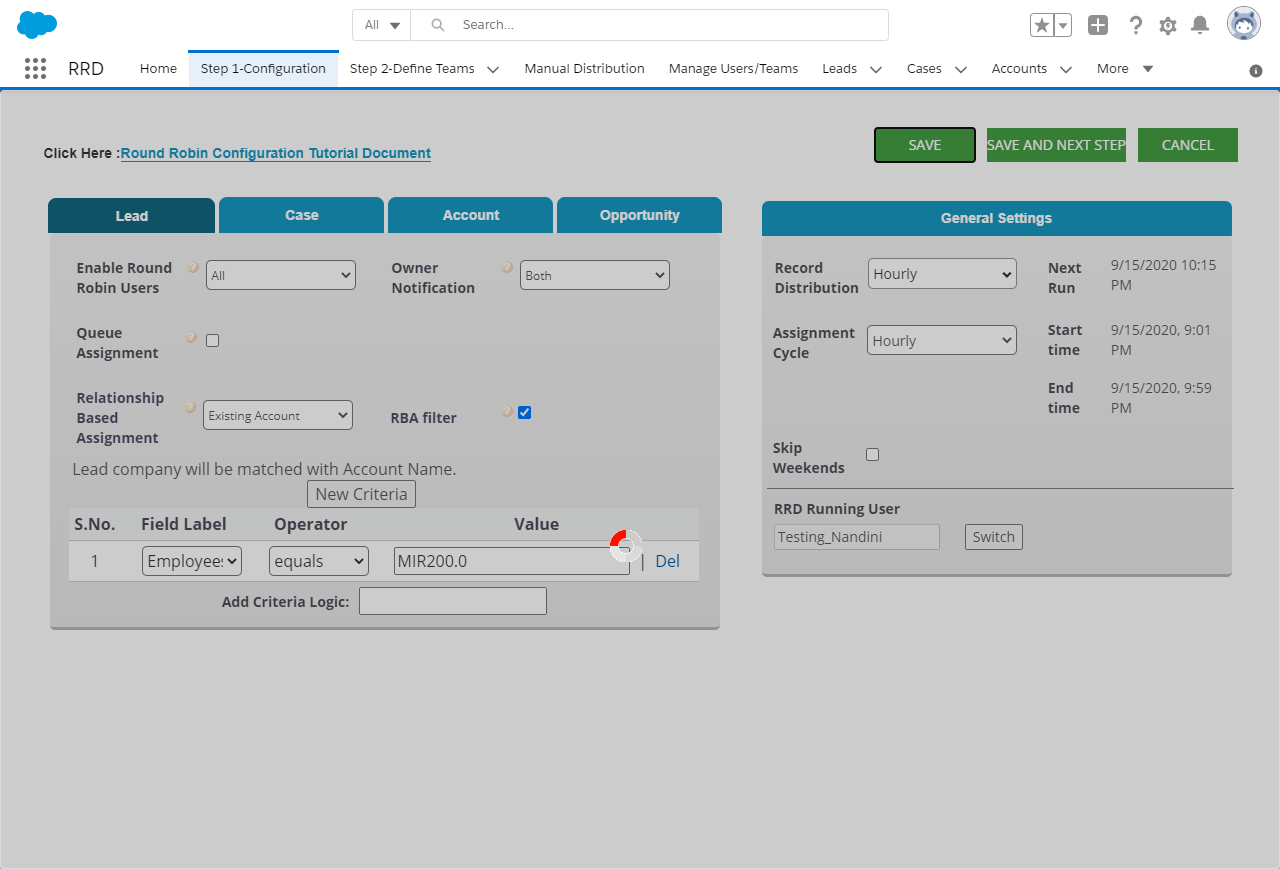 All
Search...
RRD
Home
Step 1-Configuration
Step 2-Define Teams
Manual Distribution
Manage Users/Teams
Leads
Cases
Accounts
More
Click Here :Round Robin Configuration Tutorial Document
SAVE
SAVE AND NEXT STEP
CANCEL
Lead
Case
Account
Opportunity
Enable Round
Robin Users
All
Owner
Notification
Both
Queue
Assignment
Relationship
Based
Assignment
Existing Account
RBA filter
Lead company will be matched with Account Name.
New Criteria
S.No. Field Label Operator Value
1 Employees equals MIR200.0 | Del
Add Criteria Logic:
General Settings
Record
Distribution
Hourly
Next
Run
9/15/2020 10:15
PM
Assignment
Cycle
Hourly
Start
time
9/15/2020, 9:01
PM
End
time
9/15/2020, 9:59
PM
Skip
Weekends
RRD Running User
Testing_Nandini
Switch